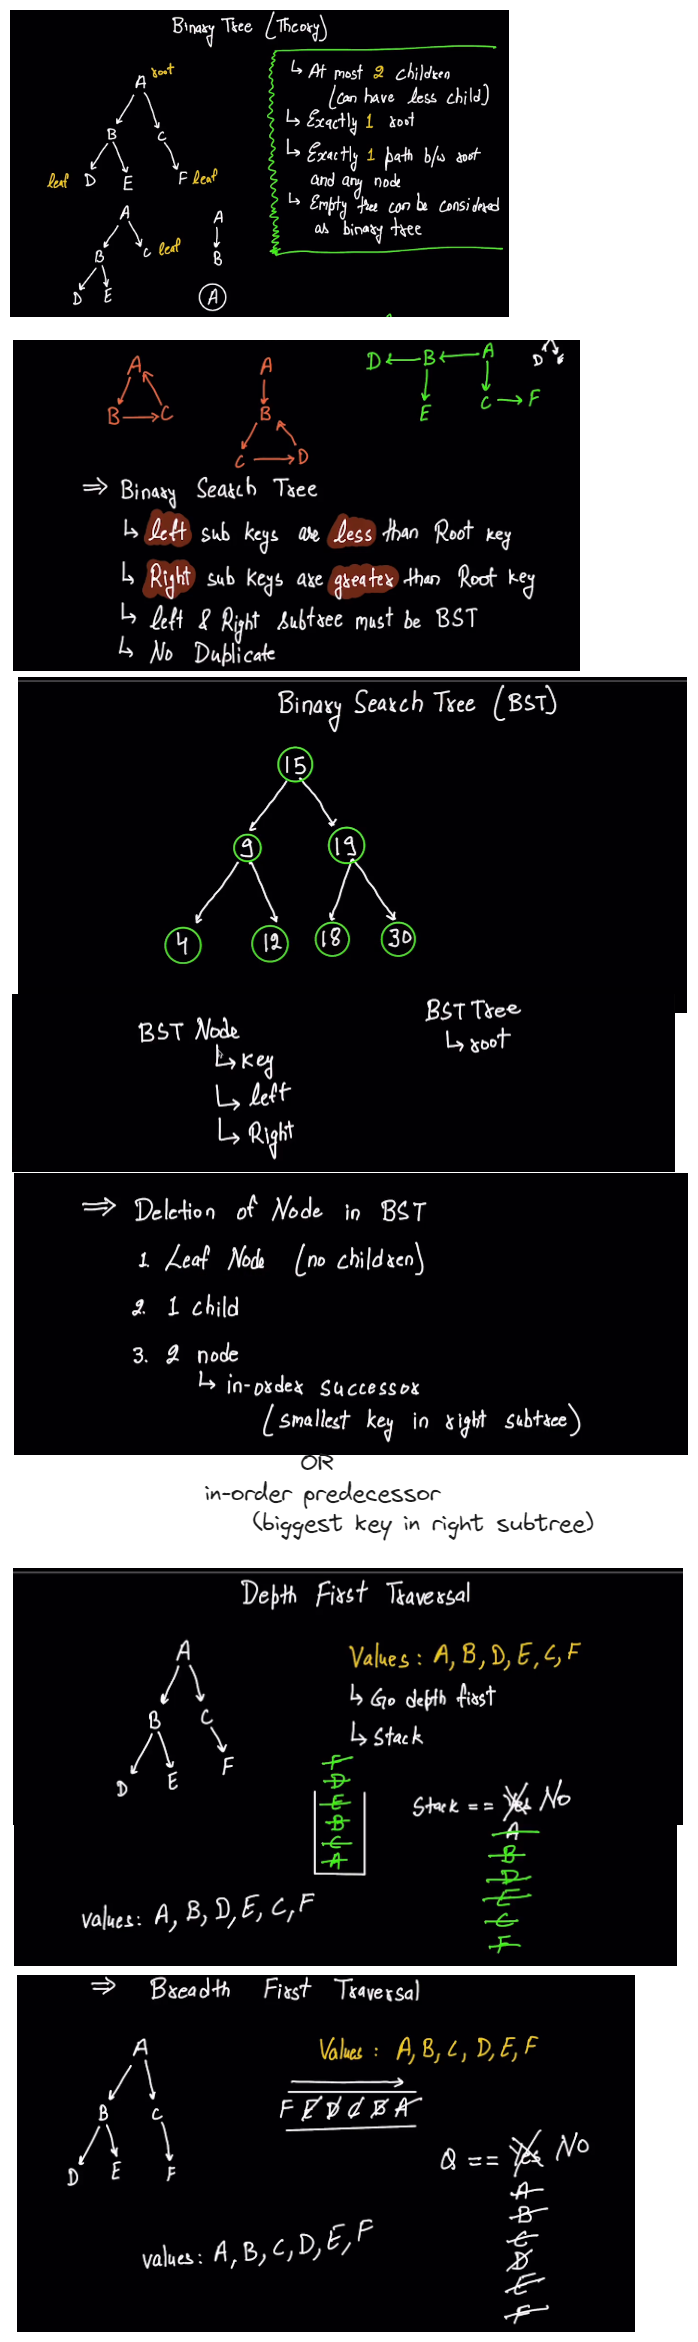 Binary Tree (Theory)
A root
B C
leaf D E F leaf
A
B C leaf
D E
A
B
A
↳ At most 2 children
(can have less child)
↳ Exactly 1 root
↳ Exactly 1 path b/w root
and any node
↳ Empty tree can be considered
as binary tree
A
B → C
A
B
C → D
D ← B ← A
E C → F
D E
⇒ Binary Search Tree
↳ left sub keys are less than Root key
↳ Right sub keys are greater than Root key
↳ left & Right subtree must be BST
↳ No Duplicate
Binary Search Tree (BST)
15
9 19
4 12 18 30
BST Node
↳ Key
↳ left
↳ Right
BST Tree
↳ root
⇒ Deletion of Node in BST
1. Leaf Node (no children)
2. 1 child
3. 2 node
↳ in-order successor
(smallest key in right subtree)
OR
in-order predecessor
(biggest key in right subtree)
Depth First Traversal
A
B C
D E F
Values: A, B, D, E, C, F
↳ Go depth first
↳ Stack
F
D
E
B
C
A
Stack == Yes No
A
B
D
E
C
F
values: A, B, D, E, C, F
⇒ Breadth First Traversal
A
B C
D E F
Values: A, B, C, D, E, F
F E D C B A
Q == Yes NO
A
B
C
D
E
F
values: A, B, C, D, E, F